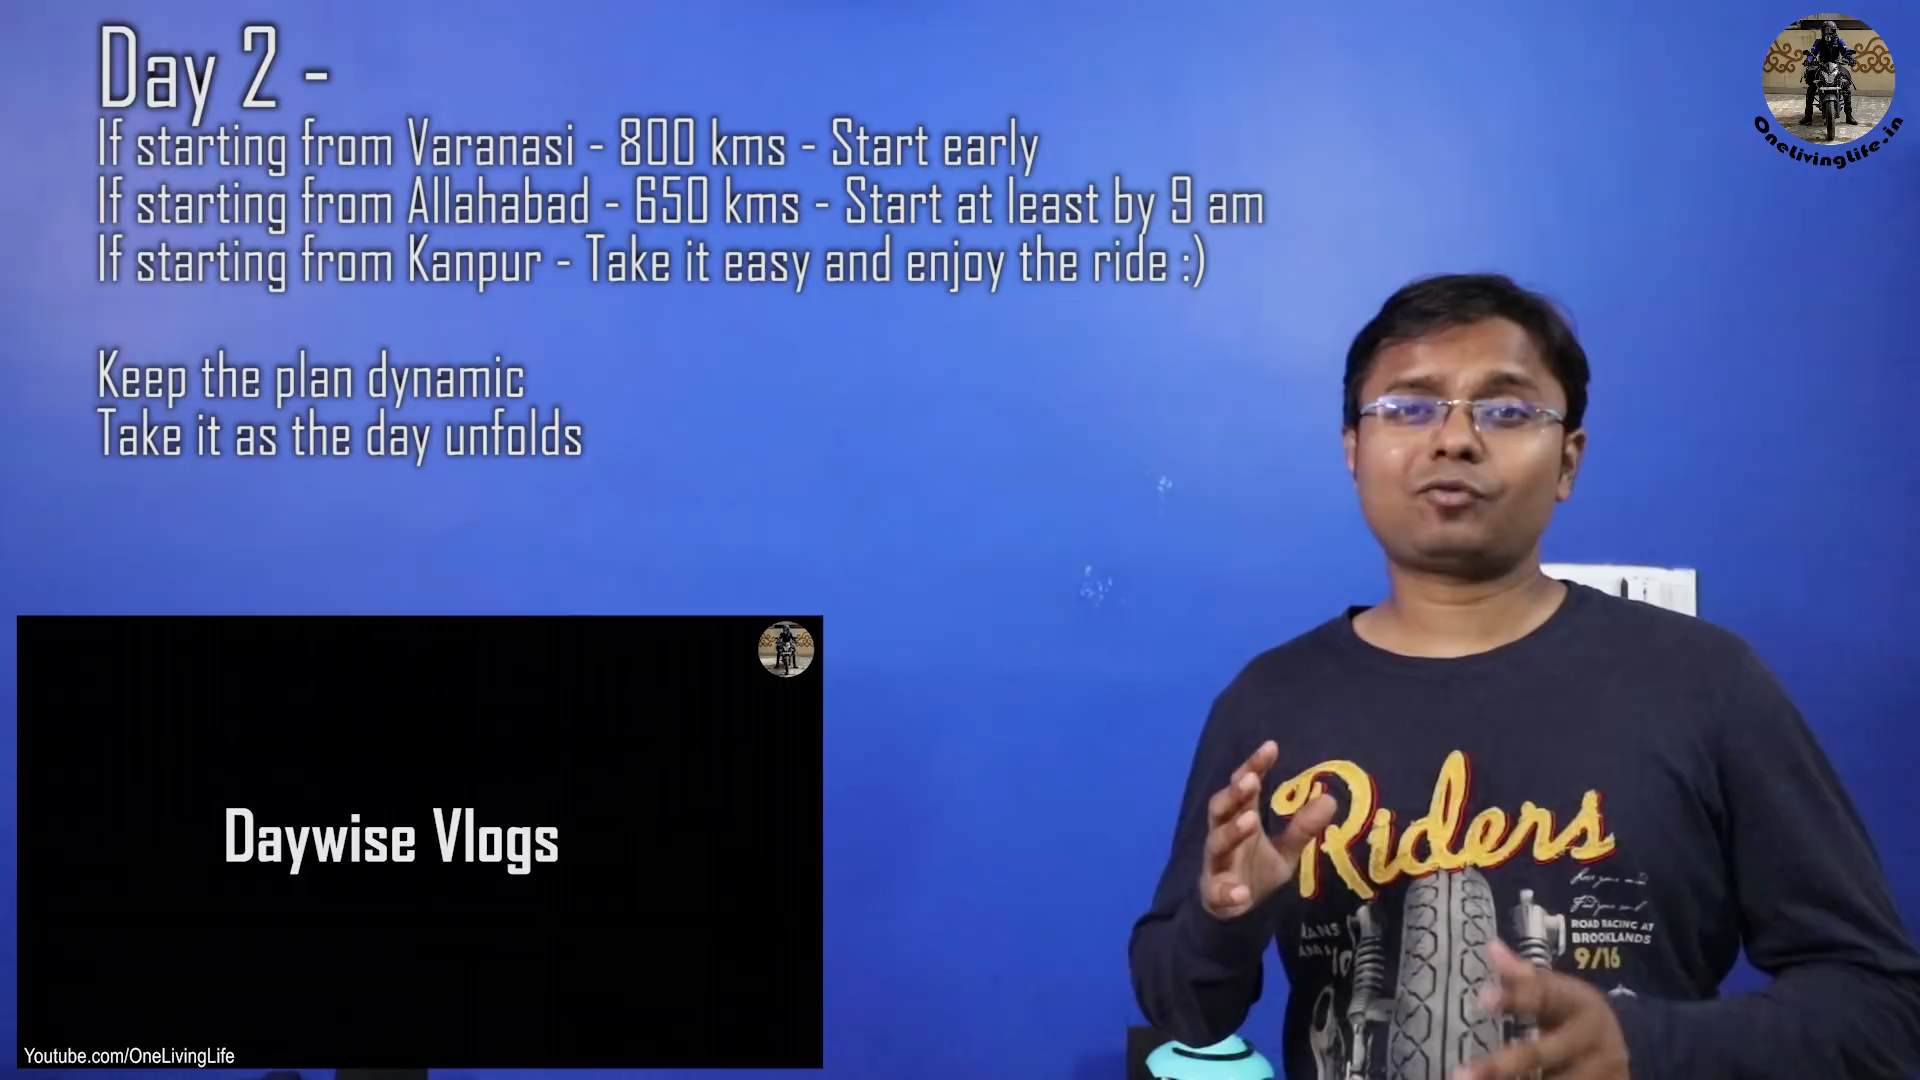 Day 2 -
If starting from Varanasi - 800 kms - Start early
If starting from Allahabad - 650 kms - Start at least by 9 am
If starting from Kanpur - Take it easy and enjoy the ride :)
Keep the plan dynamic
Take it as the day unfolds
OneLivingLife.in
Daywise Vlogs
Youtube.com/OneLivingLife
Riders
ROAD RACING AT
BROOKLANDS
9/16